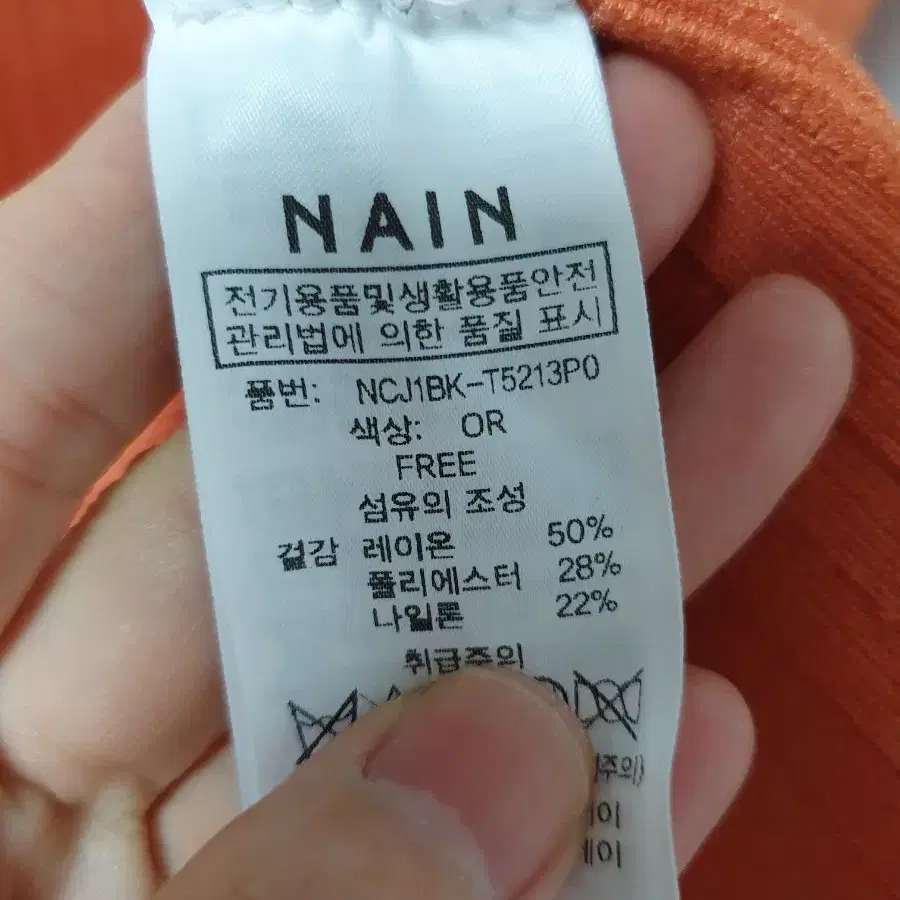 NAIN
전기용품및생활용품안전
관리법에 의한 품질 표시
품번: NCJ1BK-T5213P0
색상: OR
FREE
섬유의 조성
겉감 레이온 50%
폴리에스터 28%
나일론 22%
취급주의
주의)